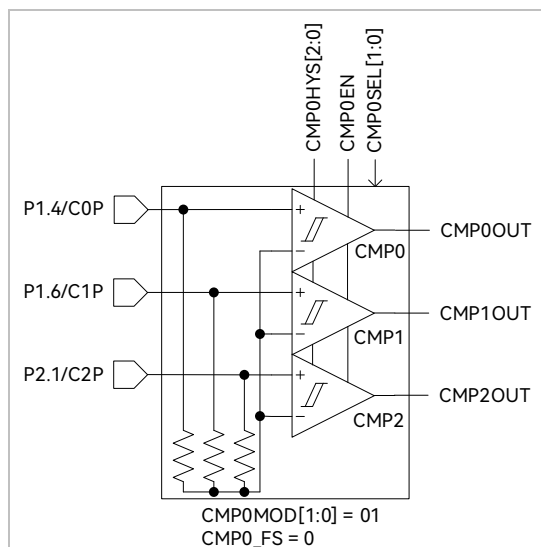 CMP0HYS[2:0]
CMP0EN
CMP0SEL[1:0]
P1.4/C0P
+
−
CMP0
CMP0OUT
P1.6/C1P
+
−
CMP1
CMP1OUT
P2.1/C2P
+
−
CMP2
CMP2OUT
CMP0MOD[1:0] = 01
CMP0_FS = 0